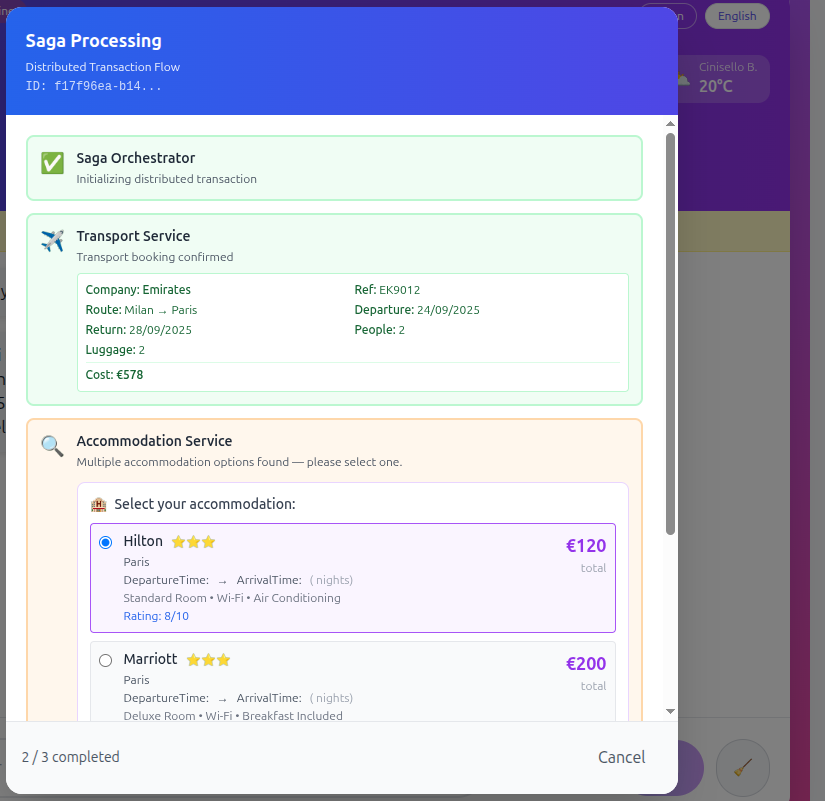 English
Cinisello B.
20°C
Saga Processing
Distributed Transaction Flow
ID: f17f96ea-b14...
Saga Orchestrator
Initializing distributed transaction
Transport Service
Transport booking confirmed
Company: Emirates
Ref: EK9012
Route: Milan → Paris
Departure: 24/09/2025
Return: 28/09/2025
People: 2
Luggage: 2
Cost: €578
Accommodation Service
Multiple accommodation options found — please select one.
Select your accommodation:
Hilton
€120
Paris
total
DepartureTime: → ArrivalTime: ( nights)
Standard Room • Wi-Fi • Air Conditioning
Rating: 8/10
Marriott
€200
Paris
total
DepartureTime: → ArrivalTime: ( nights)
Deluxe Room • Wi-Fi • Breakfast Included
2 / 3 completed
Cancel